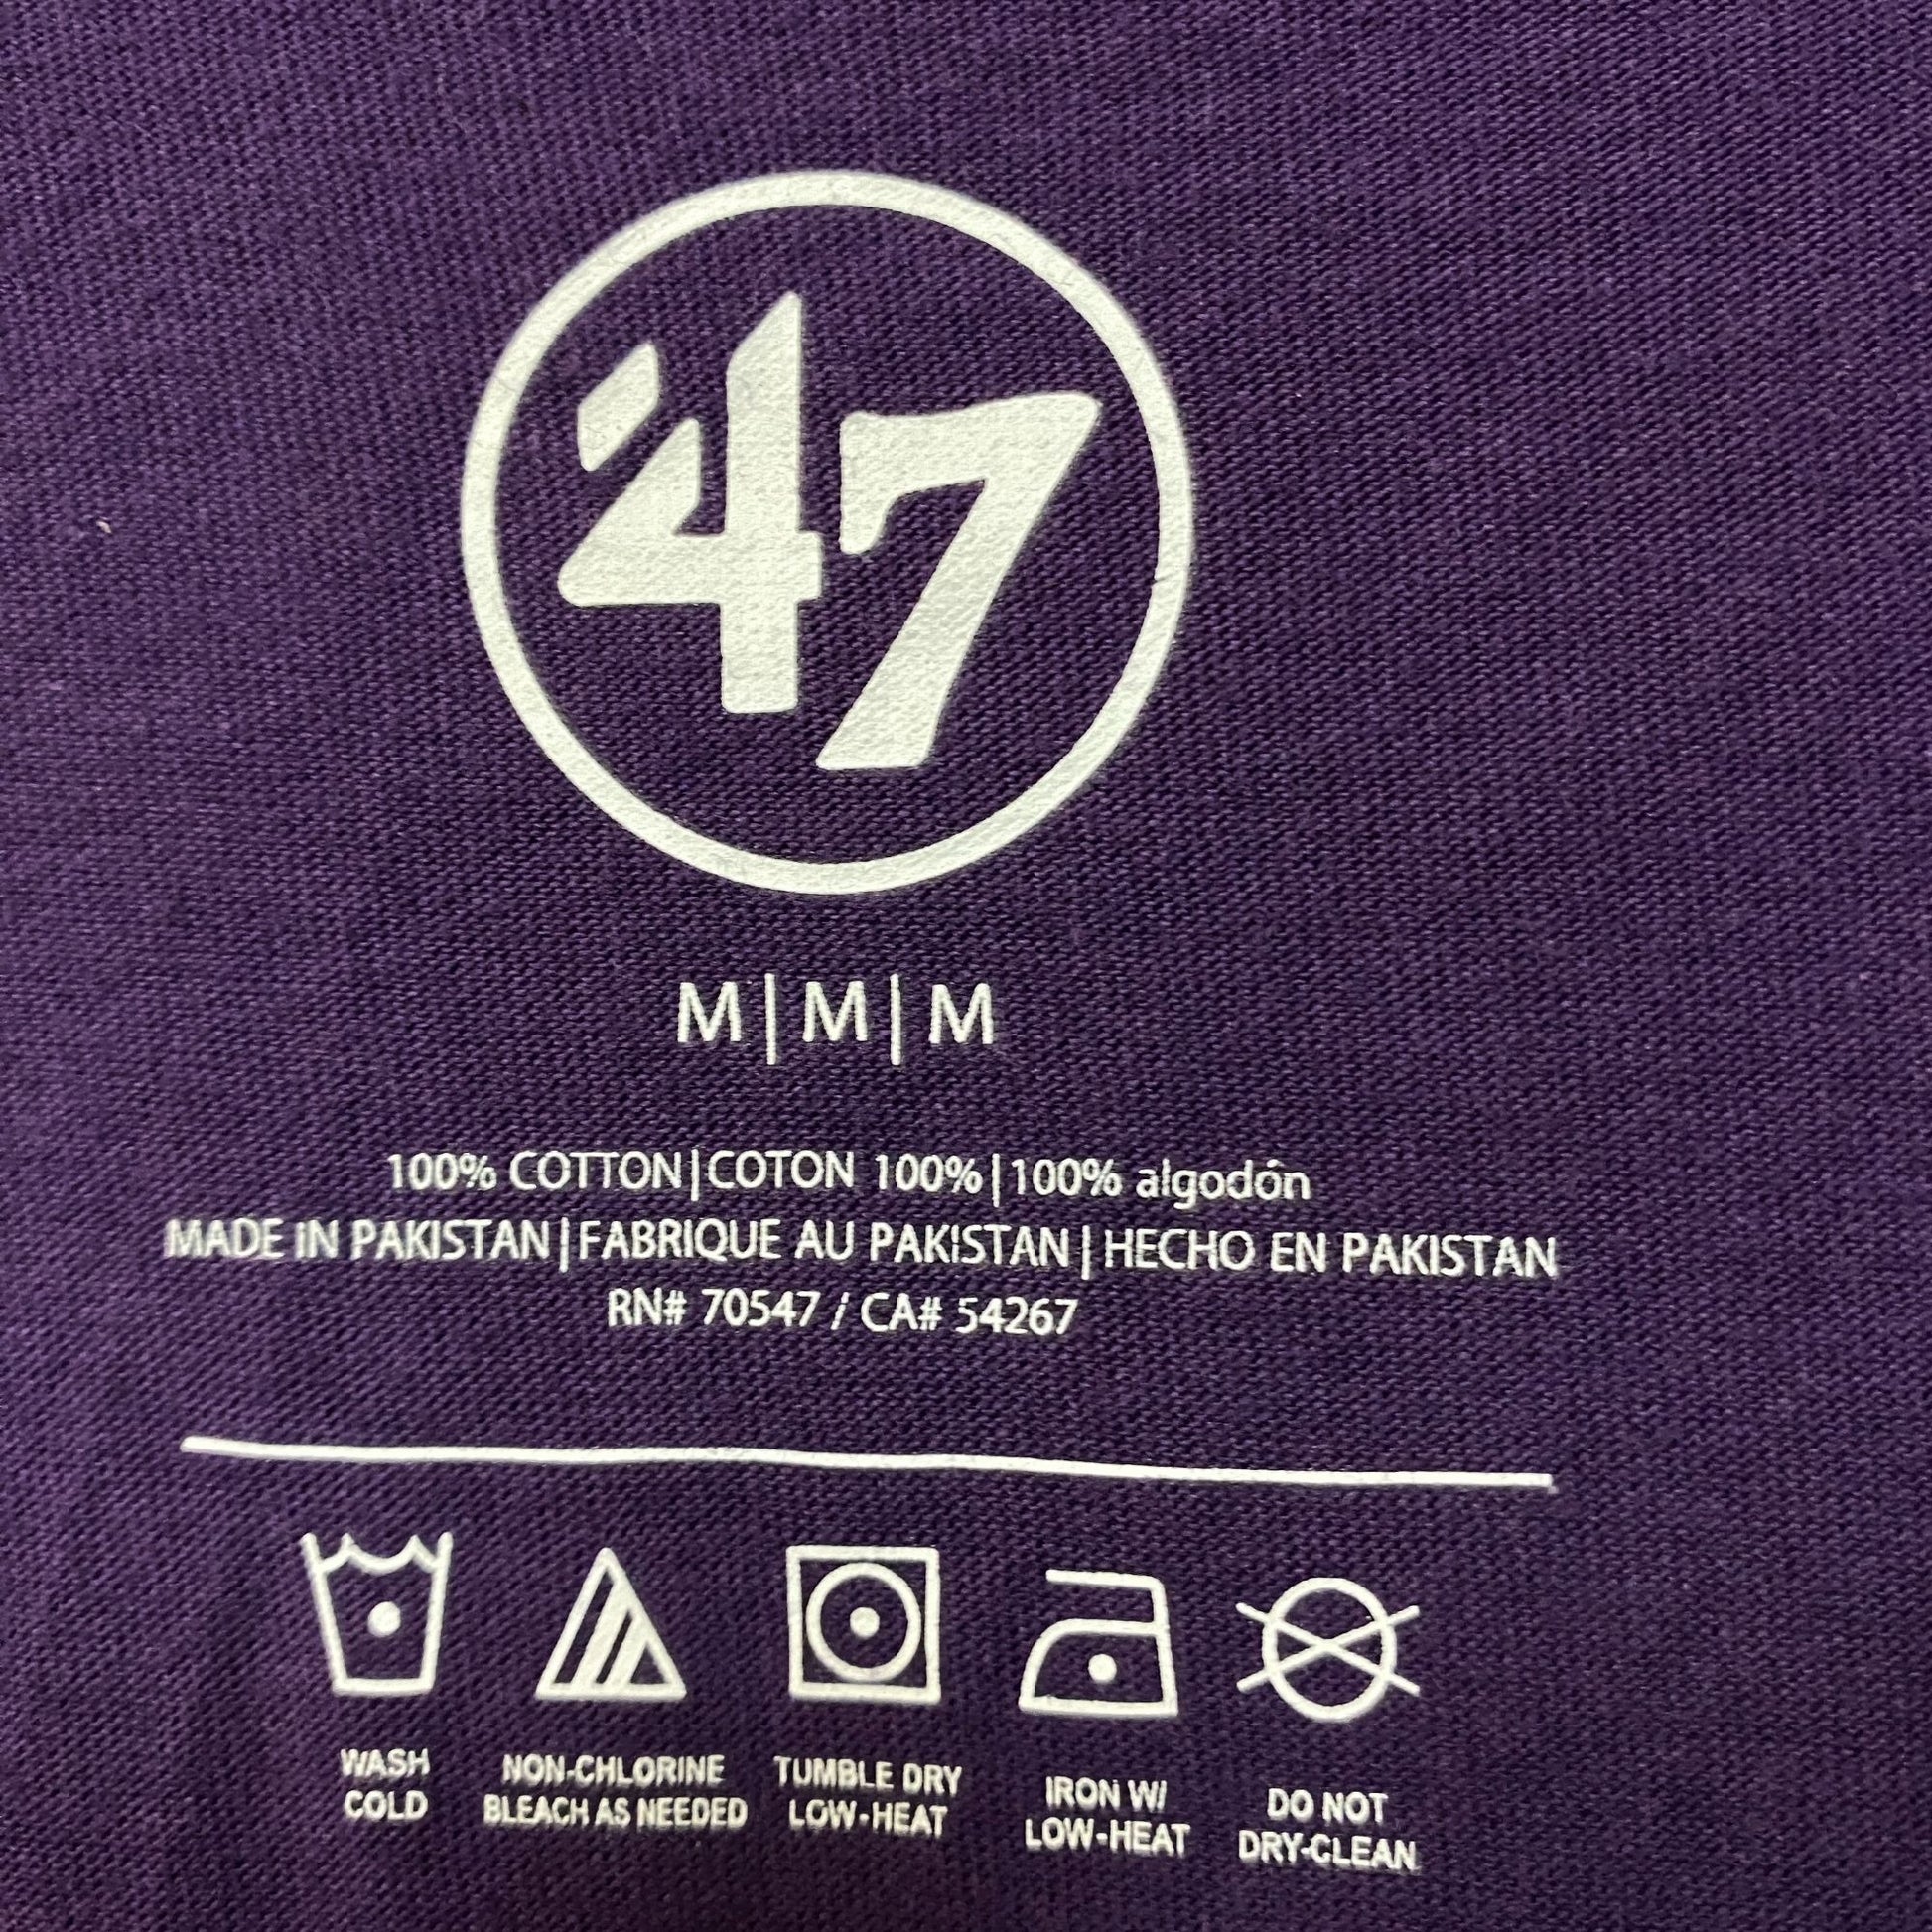 '47
M|M|M
100% COTTON|COTON 100%|100% algodón
MADE IN PAKISTAN|FABRIQUE AU PAKISTAN|HECHO EN PAKISTAN
RN# 70547 / CA# 54267
WASH
COLD
NON-CHLORINE
BLEACH AS NEEDED
TUMBLE DRY
LOW-HEAT
IRON W/
LOW-HEAT
DO NOT
DRY-CLEAN